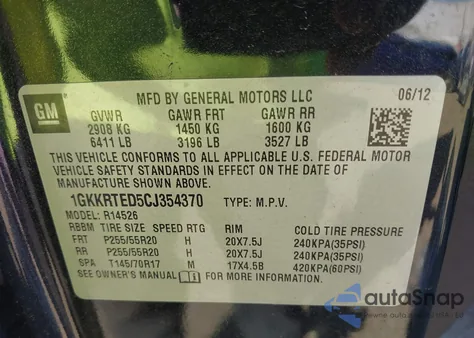 MFD BY GENERAL MOTORS LLC 06/12
GM
GVWR GAWR FRT GAWR RR
2908 KG 1450 KG 1600 KG
6411 LB 3196 LB 3527 LB
THIS VEHICLE CONFORMS TO ALL APPLICABLE U.S. FEDERAL MOTOR
VEHICLE SAFETY STANDARDS IN EFFECT ON THE DATE OF
MANUFACTURE SHOWN ABOVE.
1GKKRTED5CJ354370 TYPE: M.P.V.
MODEL: R14526
RBBM TIRE SIZE SPEED RTG RIM COLD TIRE PRESSURE
FRT P255/55R20 H 20X7.5J 240KPA(35PSI)
RR P255/55R20 H 20X7.5J 240KPA(35PSI)
SPA T145/70R17 M 17X4.5B 420KPA(60PSI)
SEE OWNER'S MANUAL FOR ADDITIONAL INFORMATION.
autoSnap